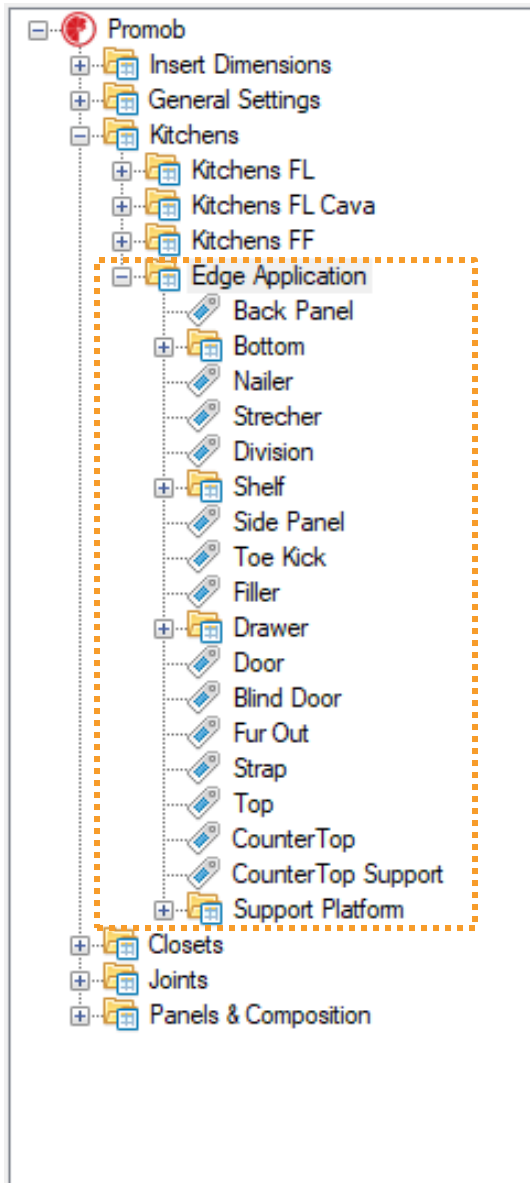 Promob
Insert Dimensions
General Settings
Kitchens
Kitchens FL
Kitchens FL Cava
Kitchens FF
Edge Application
Back Panel
Bottom
Nailer
Strecher
Division
Shelf
Side Panel
Toe Kick
Filler
Drawer
Door
Blind Door
Fur Out
Strap
Top
CounterTop
CounterTop Support
Support Platform
Closets
Joints
Panels & Composition